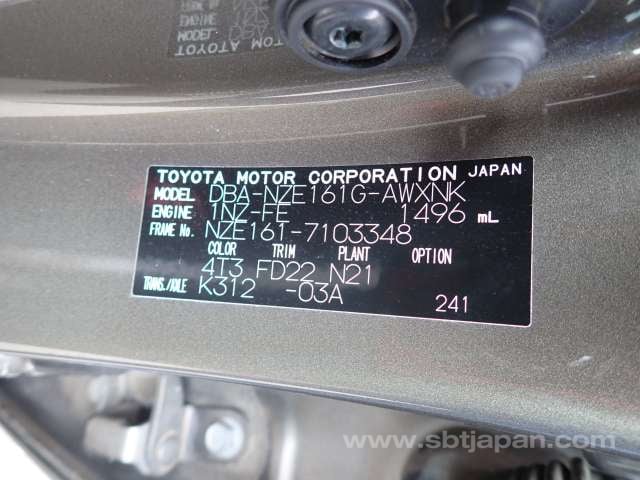 TOYOTA MOTOR CORPORATION JAPAN
MODEL DBA-NZE161G-AWXNK
ENGINE 1NZ-FE 1496 mL
FRAME No. NZE161-7103348
COLOR TRIM PLANT OPTION
4T3 FD22 N21
TRANS./AXLE K312 -03A
241
www.sbtjapan.com